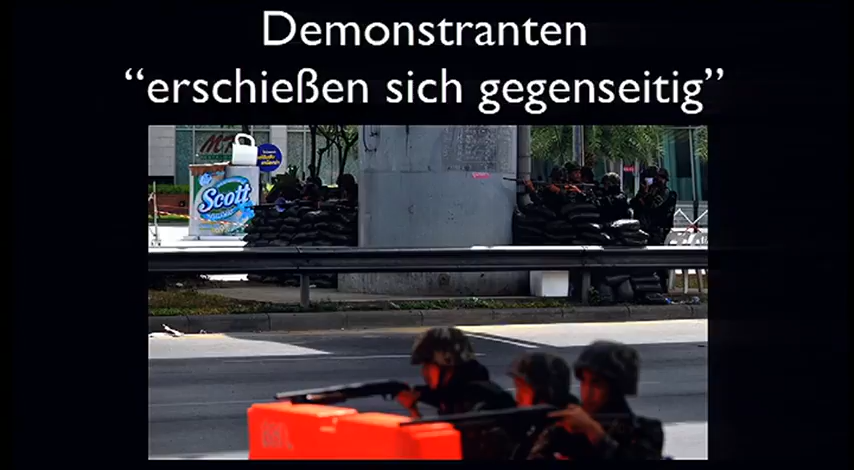 Demonstranten
“erschießen sich gegenseitig”
Scott